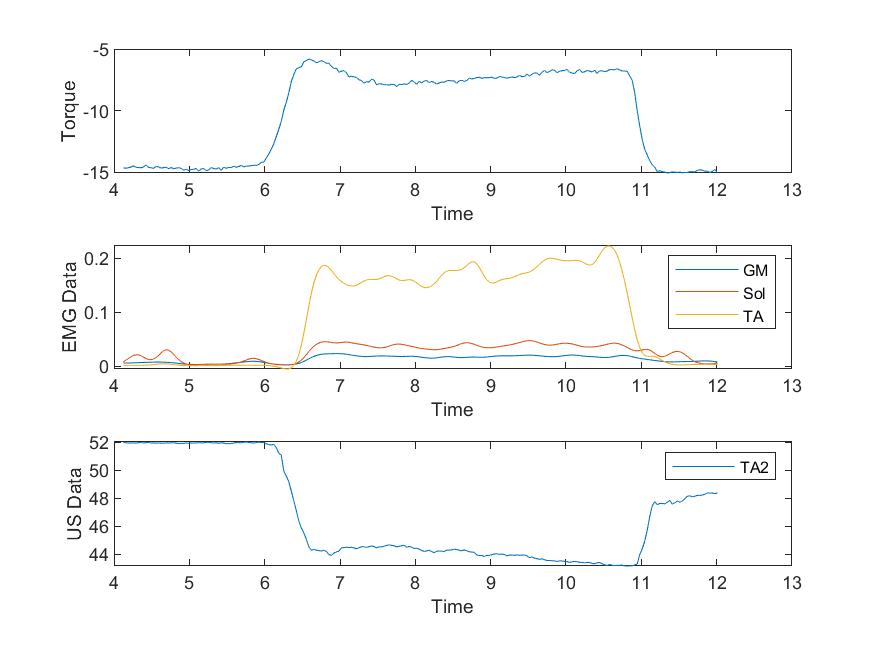 -5
-10
-15
Torque
4 5 6 7 8 9 10 11 12 13
Time
0.2
0.1
0
EMG Data
GM
Sol
TA
4 5 6 7 8 9 10 11 12 13
Time
52
50
48
46
44
US Data
TA2
4 5 6 7 8 9 10 11 12 13
Time